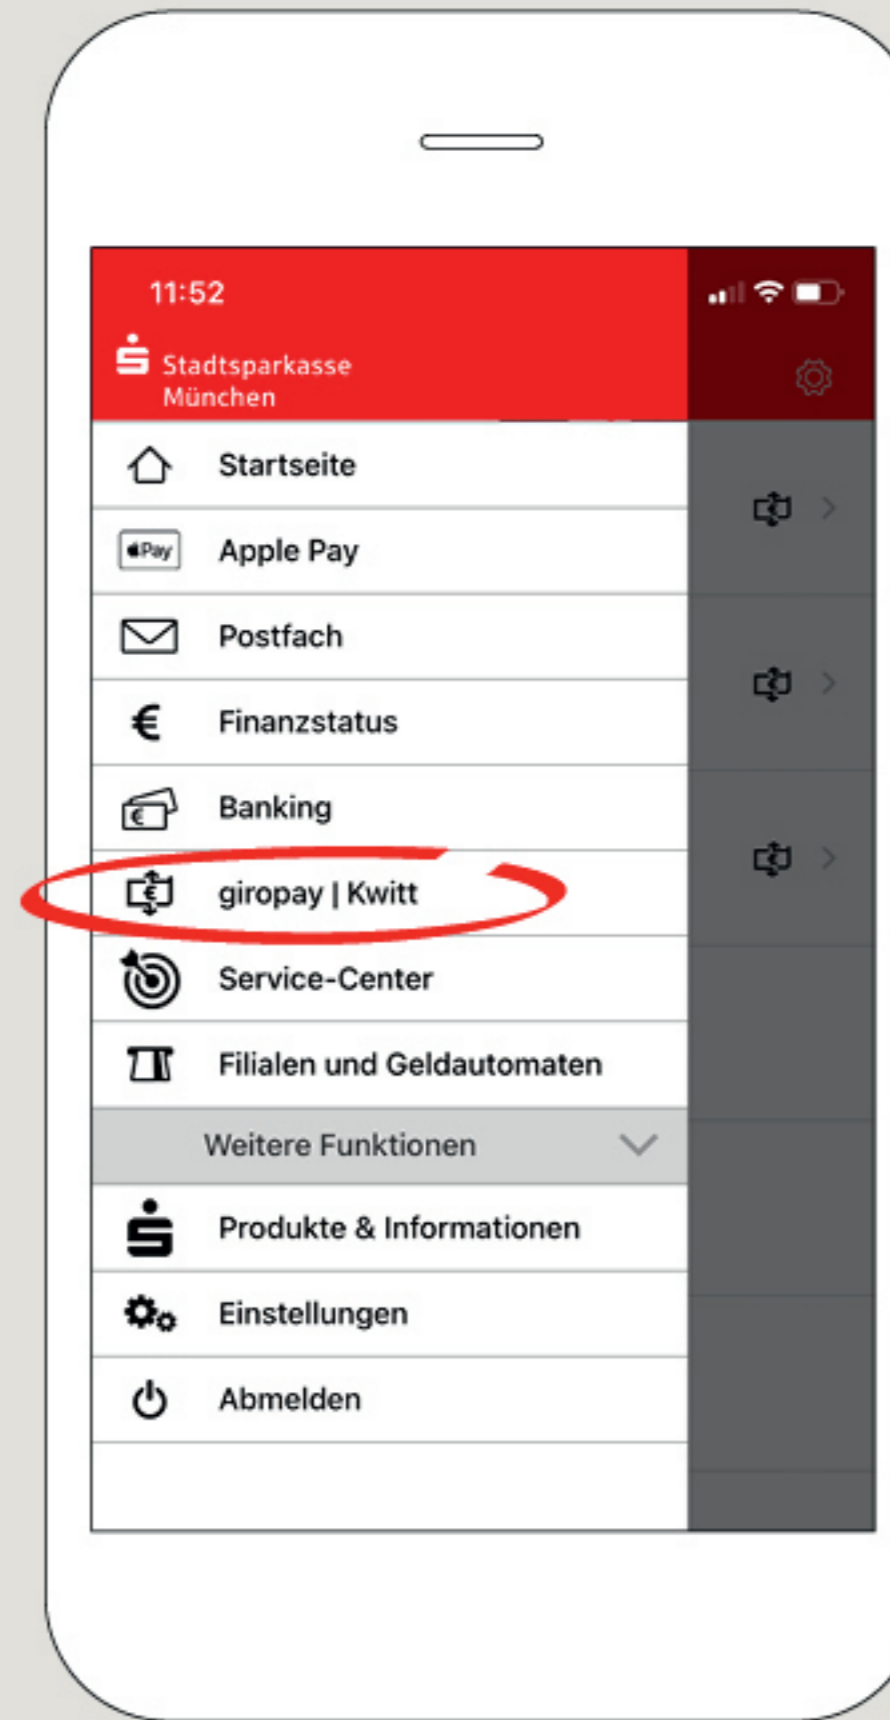 11:52
Stadtsparkasse
München
Startseite
Pay
Apple Pay
Postfach
€
Finanzstatus
Banking
giropay | Kwitt
Service-Center
Filialen und Geldautomaten
Weitere Funktionen
Produkte & Informationen
Einstellungen
Abmelden